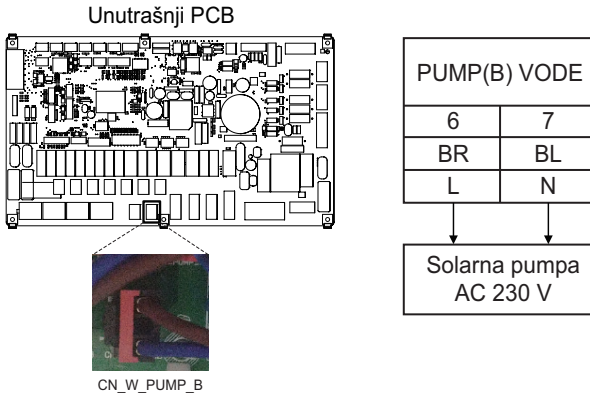 Unutrašnji PCB
CN_W_PUMP_B
PUMP(B) VODE
6 7
BR BL
L N
Solarna pumpa
AC 230 V